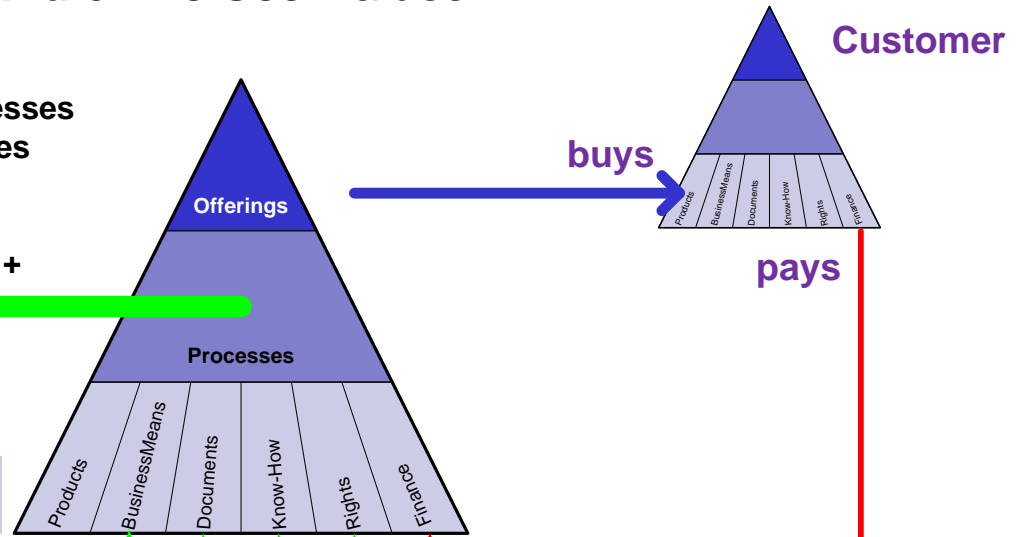 Customer
esses
es
buys
Offerings
+
pays
Processes
Products
BusinessMeans
Documents
Know-How
Rights
Finance
Products
BusinessMeans
Documents
Know-How
Rights
Finance